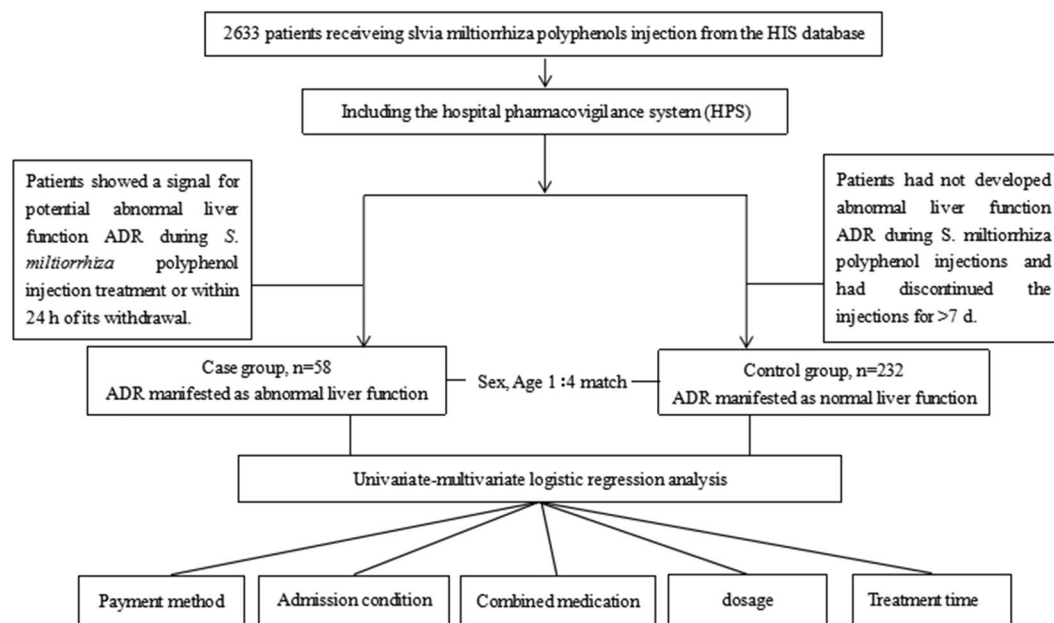 2633 patients receiveing slvia miltiorrhiza polyphenols injection from the HIS database
Including the hospital pharmacovigilance system (HPS)
Patients showed a signal for
potential abnormal liver
function ADR during S.
miltiorrhiza polyphenol
injection treatment or within
24 h of its withdrawal.
Patients had not developed
abnormal liver function
ADR during S. miltiorrhiza
polyphenol injections and
had discontinued the
injections for >7 d.
Case group, n=58
ADR manifested as abnormal liver function
Sex, Age 1:4 match
Control group, n=232
ADR manifested as normal liver function
Univariate-multivariate logistic regression analysis
Payment method
Admission condition
Combined medication
dosage
Treatment time